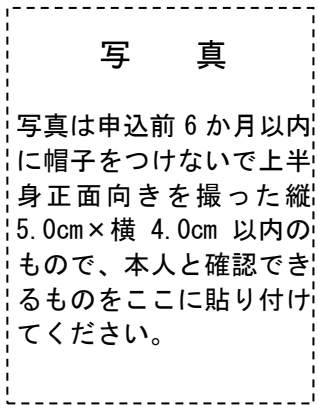 写　真
写真は申込前６か月以内
に帽子をつけないで上半
身正面向きを撮った縦
5.0cm×横 4.0cm 以内の
もので、本人と確認でき
るものをここに貼り付け
てください。